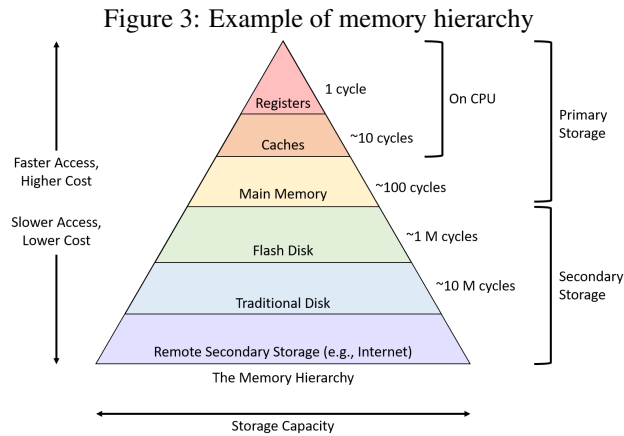 Figure 3: Example of memory hierarchy
Registers
1 cycle
On CPU
Caches
~10 cycles
Primary
Storage
Faster Access,
Higher Cost
Main Memory
~100 cycles
Slower Access,
Lower Cost
Flash Disk
~1 M cycles
Traditional Disk
~10 M cycles
Secondary
Storage
Remote Secondary Storage (e.g., Internet)
The Memory Hierarchy
Storage Capacity